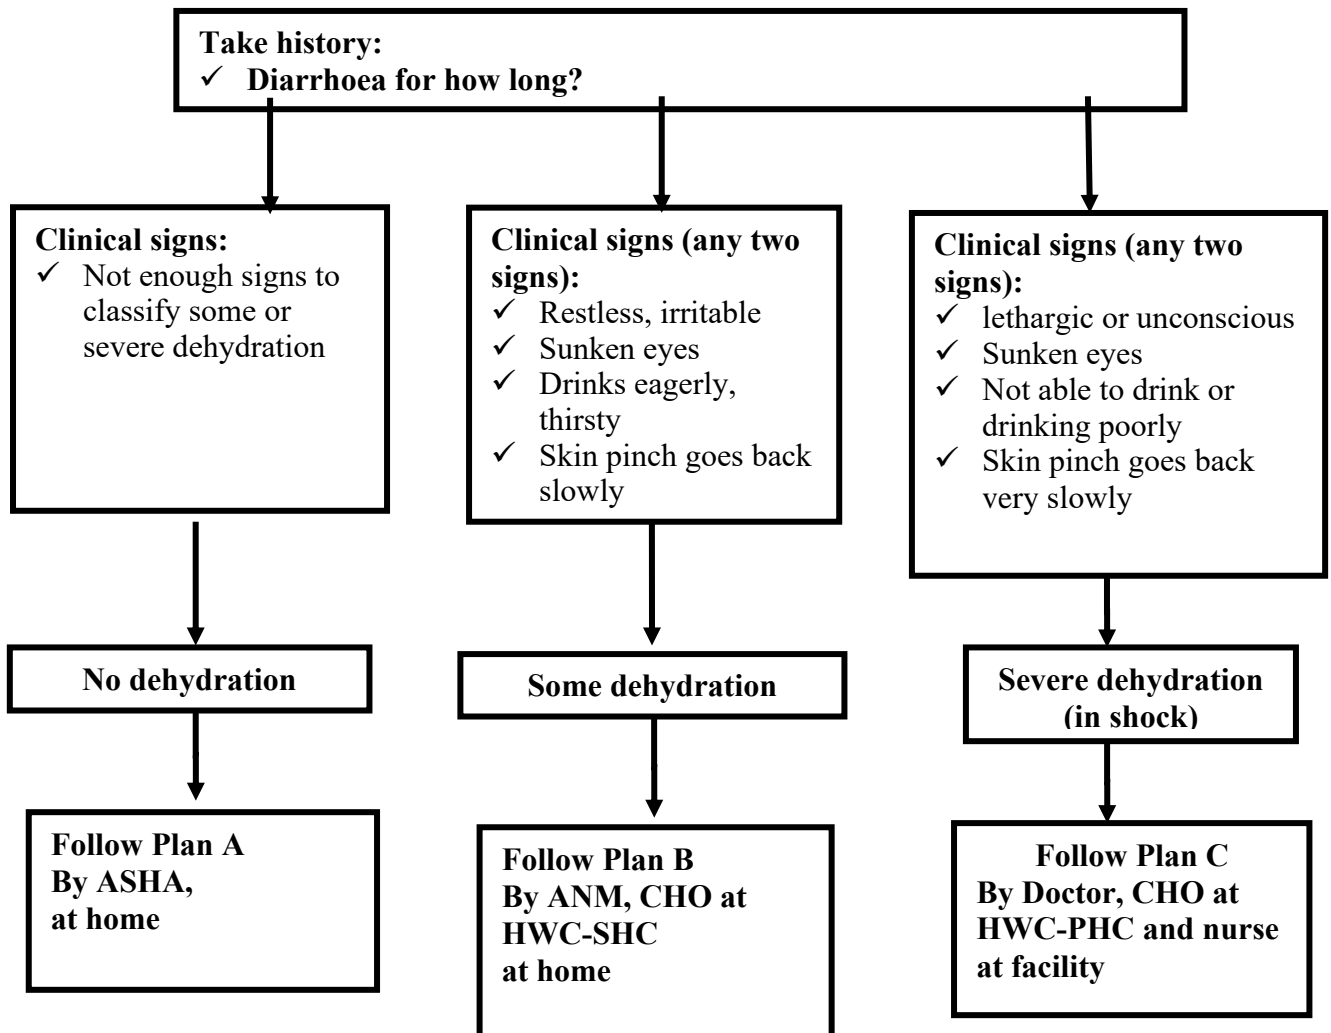 Take history:
✓ Diarrhoea for how long?
Clinical signs:
✓ Not enough signs to
classify some or
severe dehydration
Clinical signs (any two
signs):
✓ Restless, irritable
✓ Sunken eyes
✓ Drinks eagerly,
thirsty
✓ Skin pinch goes back
slowly
Clinical signs (any two
signs):
✓ lethargic or unconscious
✓ Sunken eyes
✓ Not able to drink or
drinking poorly
✓ Skin pinch goes back
very slowly
No dehydration
Some dehydration
Severe dehydration
(in shock)
Follow Plan A
By ASHA,
at home
Follow Plan B
By ANM, CHO at
HWC-SHC
at home
Follow Plan C
By Doctor, CHO at
HWC-PHC and nurse
at facility